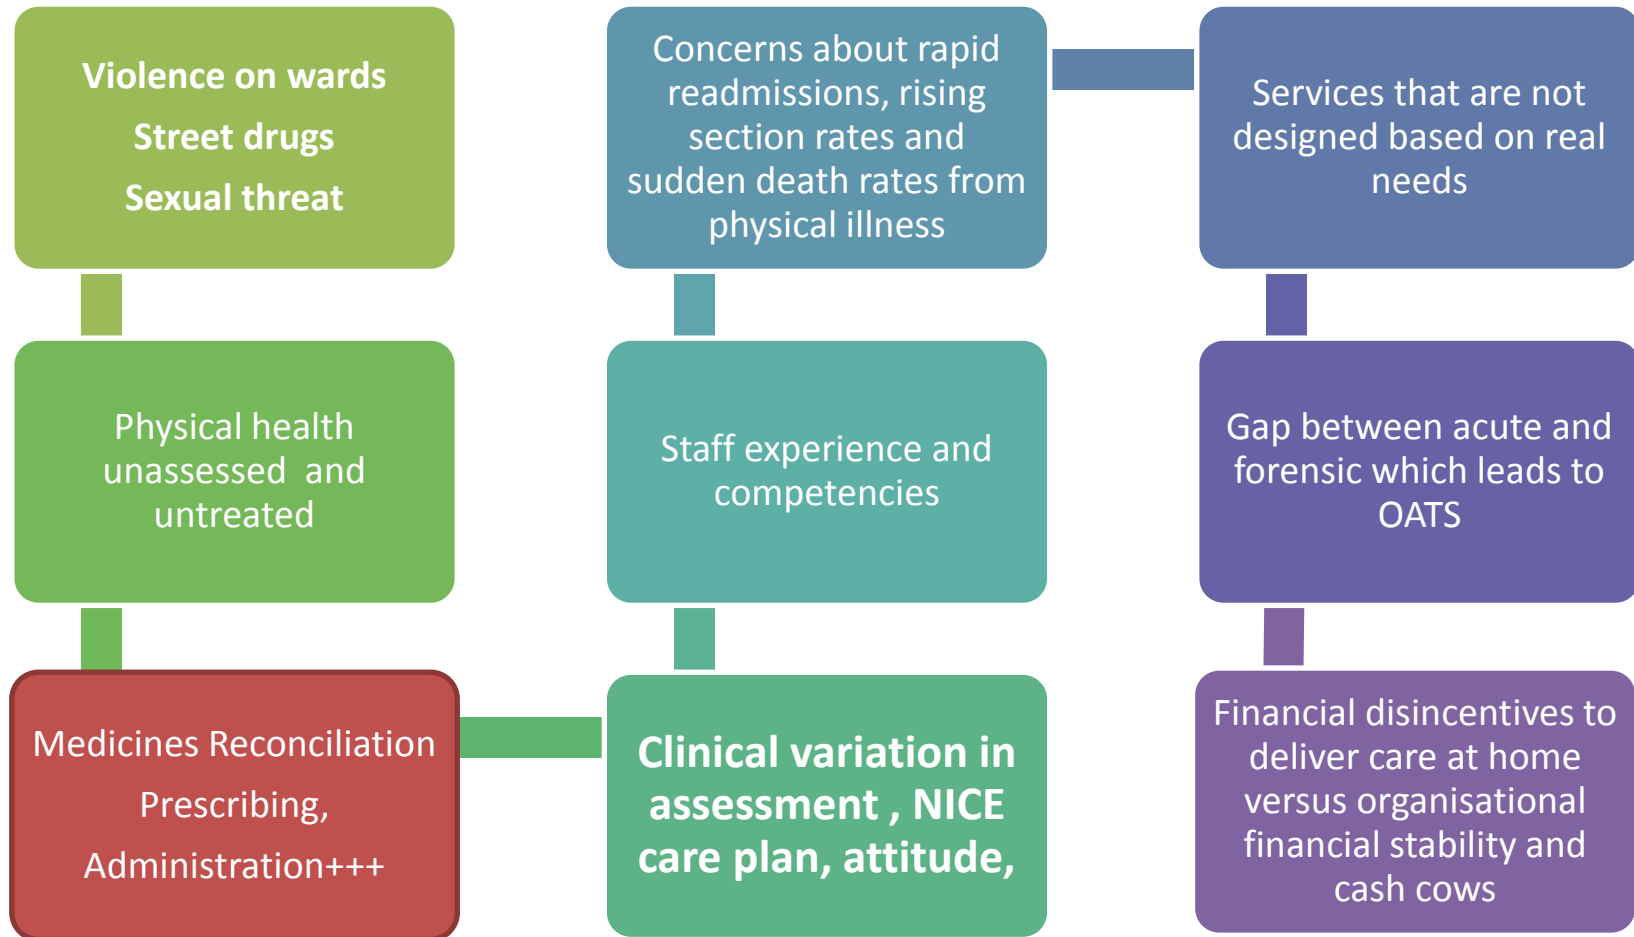 Violence on wards
Street drugs
Sexual threat
Physical health
unassessed  and
untreated
Medicines Reconciliation
Prescribing,
Administration+++
Clinical variation in
assessment , NICE
care plan, attitude,
Staff experience and
competencies
Concerns about rapid
readmissions, rising
section rates and
sudden death rates from
physical illness
Services that are not
designed based on real
needs
Gap between acute and
forensic which leads to
OATS
Financial disincentives to
deliver care at home
versus organisational
financial stability and
cash cows